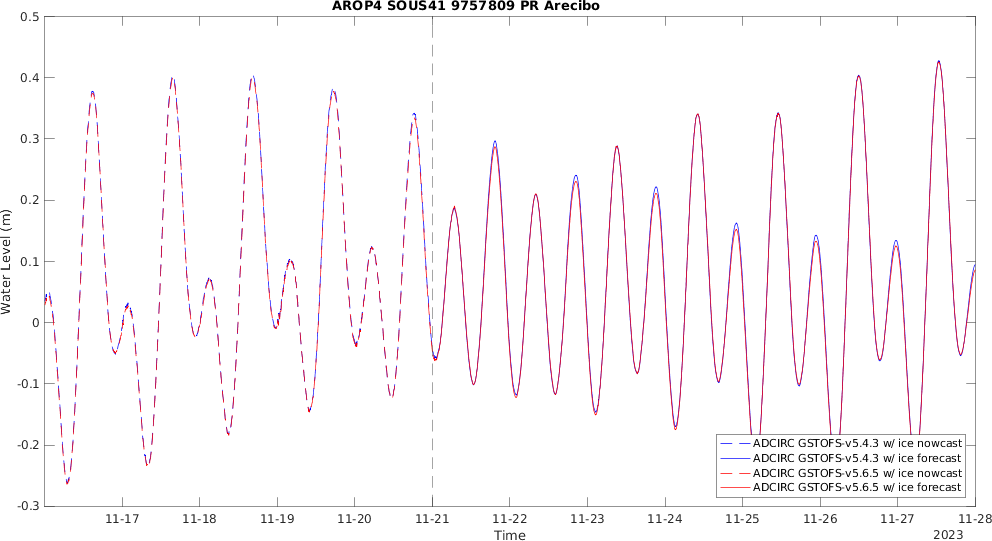 AROP4 SOUS41 9757809 PR Arecibo
0.5
0.4
0.3
0.2
0.1
0
-0.1
-0.2
-0.3
Water Level (m)
11-17 11-18 11-19 11-20 11-21 11-22 11-23 11-24 11-25 11-26 11-27 11-28
Time
2023
ADCIRC GSTOFS-v5.4.3 w/ ice nowcast
ADCIRC GSTOFS-v5.4.3 w/ ice forecast
ADCIRC GSTOFS-v5.6.5 w/ ice nowcast
ADCIRC GSTOFS-v5.6.5 w/ ice forecast